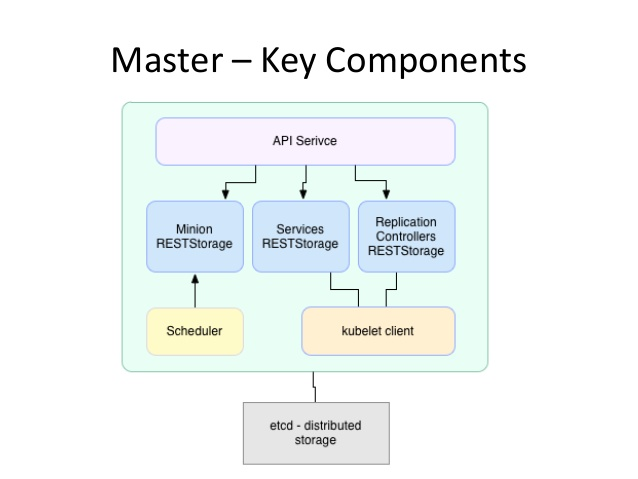 Master – Key Components
API Serivce
Minion
RESTStorage
Services
RESTStorage
Replication
Controllers
RESTStorage
Scheduler
kubelet client
etcd - distributed
storage